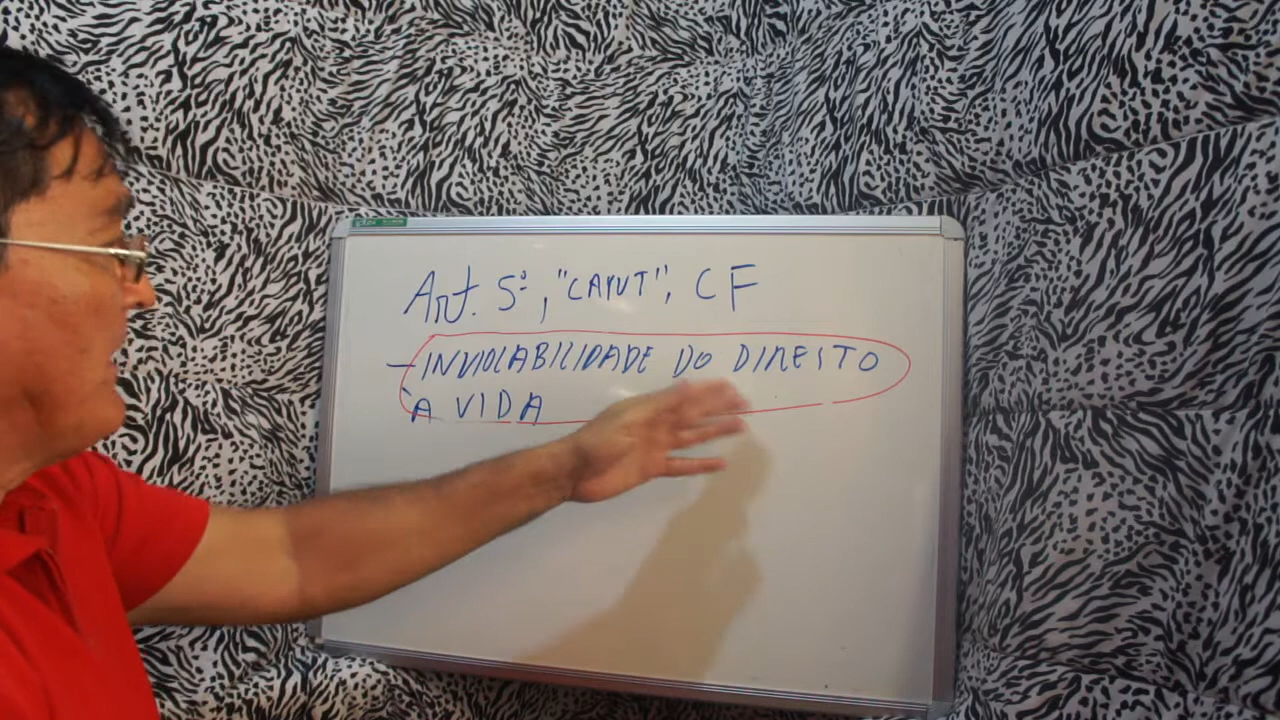 Art. 5º, "CAPUT", CF
- INVIOLABILIDADE DO DIREITO
À VIDA